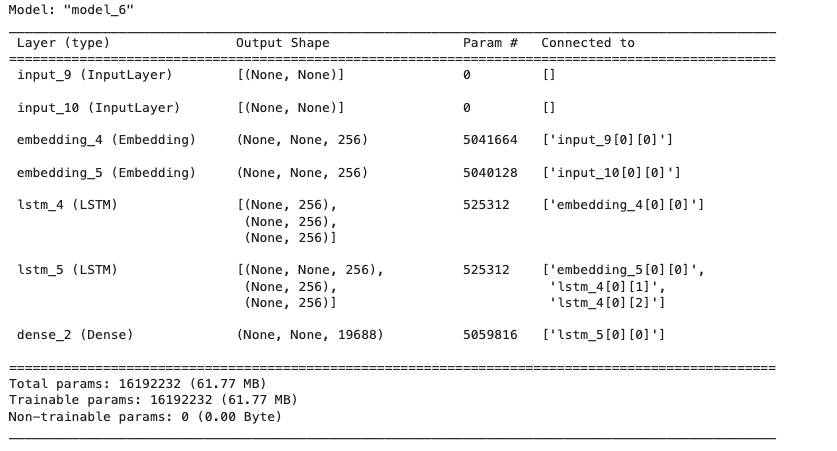 Model: "model_6"
Layer (type) Output Shape Param # Connected to
input_9 (InputLayer) [(None, None)] 0 []
input_10 (InputLayer) [(None, None)] 0 []
embedding_4 (Embedding) (None, None, 256) 5041664 ['input_9[0][0]']
embedding_5 (Embedding) (None, None, 256) 5040128 ['input_10[0][0]']
lstm_4 (LSTM) [(None, 256), 525312 ['embedding_4[0][0]']
(None, 256),
(None, 256)]
lstm_5 (LSTM) [(None, None, 256), 525312 ['embedding_5[0][0]',
(None, 256), 'lstm_4[0][1]',
(None, 256)] 'lstm_4[0][2]']
dense_2 (Dense) (None, None, 19688) 5059816 ['lstm_5[0][0]']
Total params: 16192232 (61.77 MB)
Trainable params: 16192232 (61.77 MB)
Non-trainable params: 0 (0.00 Byte)